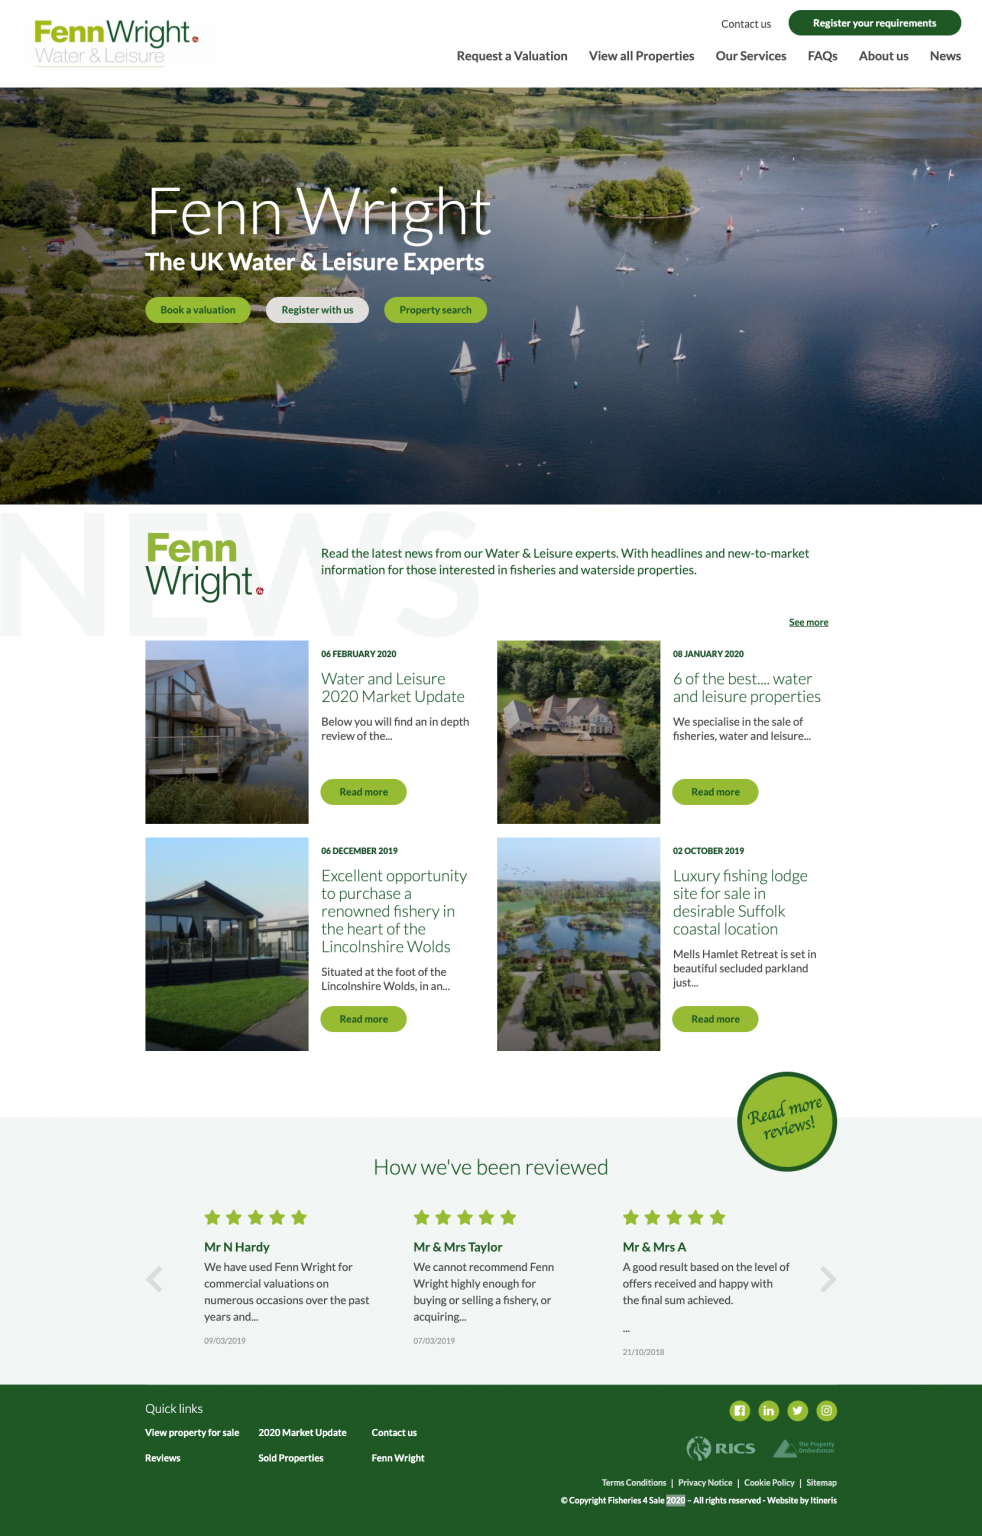 FennWright.
Water & Leisure
Contact us
Register your requirements
Request a Valuation
View all Properties
Our Services
FAQs
About us
News
Fenn Wright
The UK Water & Leisure Experts
Book a valuation
Register with us
Property search
NEWS
Fenn
Wright.
Read the latest news from our Water & Leisure experts. With headlines and new-to-market
information for those interested in fisheries and waterside properties.
See more
06 FEBRUARY 2020
Water and Leisure
2020 Market Update
Below you will find an in depth
review of the...
Read more
08 JANUARY 2020
6 of the best.... water
and leisure properties
We specialise in the sale of
fisheries, water and leisure...
Read more
06 DECEMBER 2019
Excellent opportunity
to purchase a
renowned fishery in
the heart of the
Lincolnshire Wolds
Situated at the foot of the
Lincolnshire Wolds, in an...
Read more
02 OCTOBER 2019
Luxury fishing lodge
site for sale in
desirable Suffolk
coastal location
Mells Hamlet Retreat is set in
beautiful secluded parkland
just...
Read more
Read more
reviews!
How we've been reviewed
Mr N Hardy
We have used Fenn Wright for
commercial valuations on
numerous occasions over the past
years and...
09/03/2019
Mr & Mrs Taylor
We cannot recommend Fenn
Wright highly enough for
buying or selling a fishery, or
acquiring...
07/03/2019
Mr & Mrs A
A good result based on the level of
offers received and happy with
the final sum achieved.
...
21/10/2018
Quick links
View property for sale
2020 Market Update
Contact us
Reviews
Sold Properties
Fenn Wright
RICS
The Property
Ombudsman
Terms Conditions | Privacy Notice | Cookie Policy | Sitemap
© Copyright Fisheries 4 Sale 2020 – All rights reserved - Website by Itineris